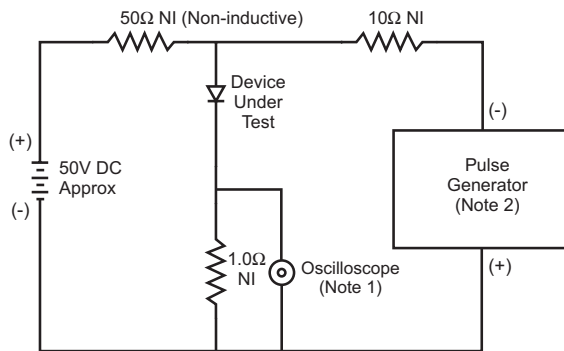 50Ω NI (Non-inductive)
10Ω NI
Device
Under
Test
(-)
(+)
50V DC
Approx
(-)
Pulse
Generator
(Note 2)
1.0Ω
NI
Oscilloscope
(Note 1)
(+)